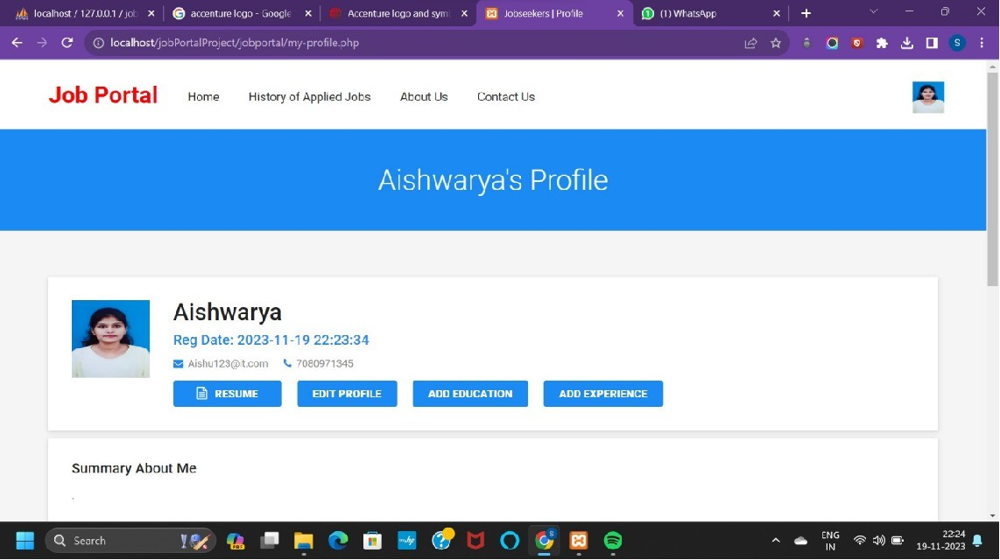 localhost / 127.0.0.1 / job
accenture logo - Google
Accenture logo and sym
Jobseekers | Profile
(1) WhatsApp
localhost/jobPortalProject/jobportal/my-profile.php
S
Job Portal
Home
History of Applied Jobs
About Us
Contact Us
Aishwarya's Profile
Aishwarya
Reg Date: 2023-11-19 22:23:34
Aishu123@it.com 7080971345
RESUME
EDIT PROFILE
ADD EDUCATION
ADD EXPERIENCE
Summary About Me
.
Search
PRE
ENG
IN
22:24
19-11-2023